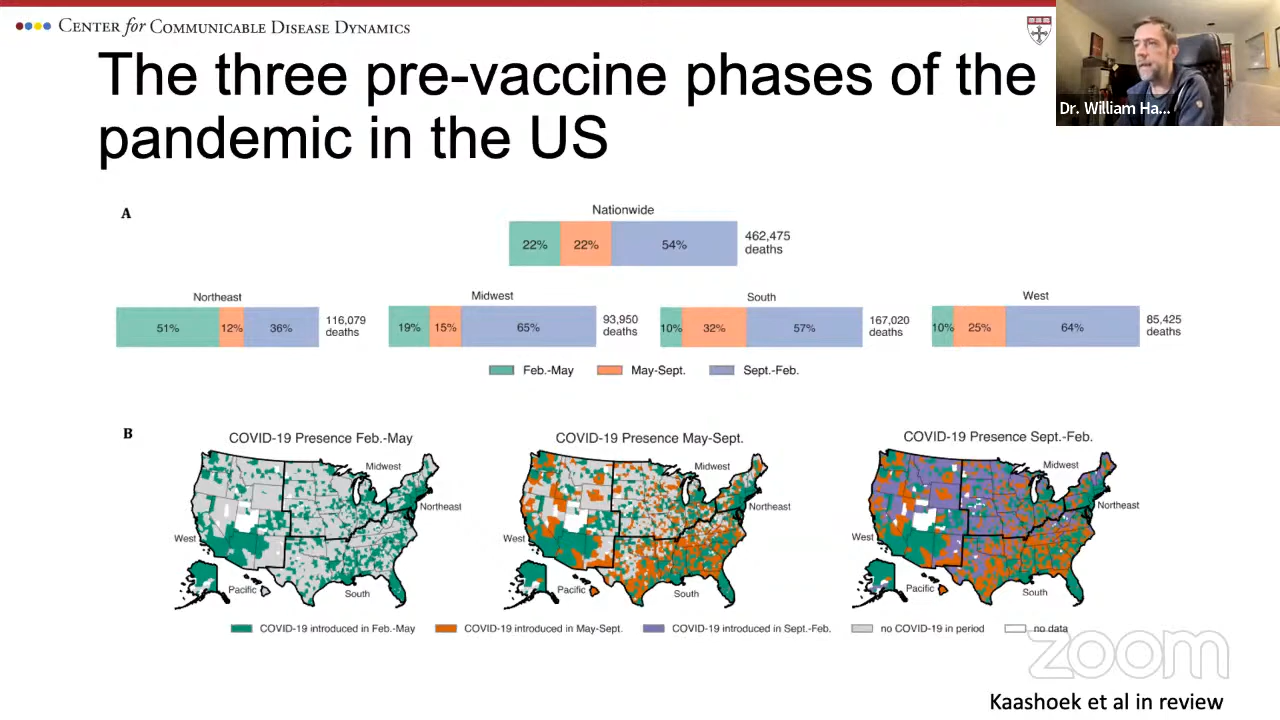 CENTER for COMMUNICABLE DISEASE DYNAMICS
The three pre-vaccine phases of the
pandemic in the US
Dr. William Ha...
A
Nationwide
22% 22% 54%
462,475
deaths
Northeast
51% 12% 36%
116,079
deaths
Midwest
19% 15% 65%
93,950
deaths
South
10% 32% 57%
167,020
deaths
West
10% 25% 64%
85,425
deaths
Feb.-May May-Sept. Sept.-Feb.
B
COVID-19 Presence Feb.-May
Midwest
Northeast
West
Pacific
South
COVID-19 Presence May-Sept.
Midwest
Northeast
West
Pacific
South
COVID-19 Presence Sept.-Feb.
Midwest
Northeast
West
Pacific
South
COVID-19 introduced in Feb.-May COVID-19 introduced in May-Sept. COVID-19 introduced in Sept.-Feb. no COVID-19 in period no data
zoom
Kaashoek et al in review